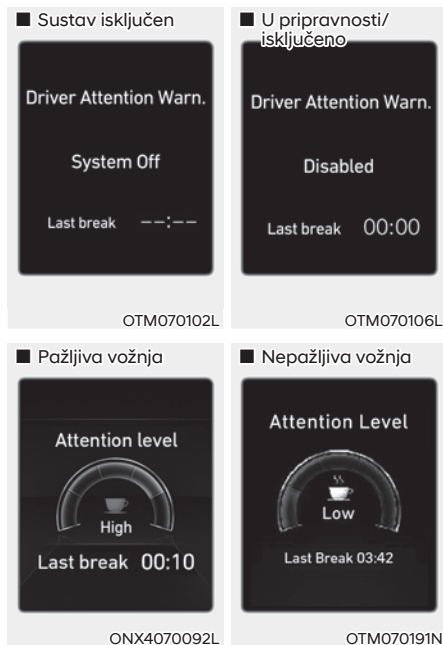 ■ Sustav isključen
Driver Attention Warn.
System Off
Last break --:--
OTM070102L
■ U pripravnosti/
isključeno
Driver Attention Warn.
Disabled
Last break 00:00
OTM070106L
■ Pažljiva vožnja
Attention level
High
Last break 00:10
ONX4070092L
■ Nepažljiva vožnja
Attention Level
Low
Last Break 03:42
OTM070191N